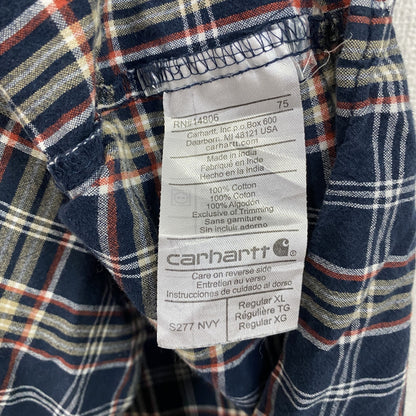 RN#14806 75
Carhartt, Inc p.o. Box 600
Dearborn, MI 48121 USA
carhartt.com
Made in India
Fabriqué en Inde
Hecho en la India
100% Cotton
100% Coton
100% Algodón
Exclusive of Trimming
Sans garniture
Sin incluir adorno
carhartt
Care on reverse side
Entretien au verso
Instrucciones de cuidado al dorso
S277 NVY
Regular XL
Régulière TG
Regular XG